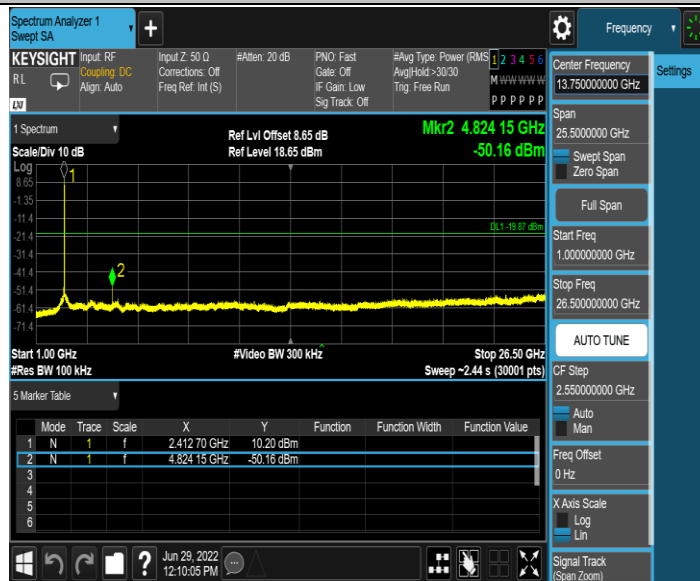 Spectrum Analyzer 1
Swept SA
+
Frequency
KEYSIGHT
R L
LXI
Input: RF
Coupling: DC
Align: Auto
Input Z: 50 Ω
Corrections: Off
Freq Ref: Int (S)
#Atten: 20 dB
PNO: Fast
Gate: Off
IF Gain: Low
Sig Track: Off
#Avg Type: Power (RMS
Avg|Hold:>30/30
Trig: Free Run
1 2 3 4 5 6
M W W W W W
P P P P P P
1 Spectrum
Scale/Div 10 dB
Ref Lvl Offset 8.65 dB
Ref Level 18.65 dBm
Mkr2 4.824 15 GHz
-50.16 dBm
Log
8.65
-1.35
-11.4
-21.4
-31.4
-41.4
-51.4
-61.4
-71.4
1
2
DL1 -19.87 dBm
Start 1.00 GHz
#Res BW 100 kHz
#Video BW 300 kHz
Stop 26.50 GHz
Sweep ~2.44 s (30001 pts)
5 Marker Table
Mode Trace Scale X Y Function Function Width Function Value
1 N 1 f 2.412 70 GHz 10.20 dBm
2 N 1 f 4.824 15 GHz -50.16 dBm
3
4
5
6
Jun 29, 2022
12:10:05 PM
?
Center Frequency
13.750000000 GHz
Settings
Span
25.5000000 GHz
Swept Span
Zero Span
Full Span
Start Freq
1.000000000 GHz
Stop Freq
26.500000000 GHz
AUTO TUNE
CF Step
2.550000000 GHz
Auto
Man
Freq Offset
0 Hz
X Axis Scale
Log
Lin
Signal Track
(Span Zoom)